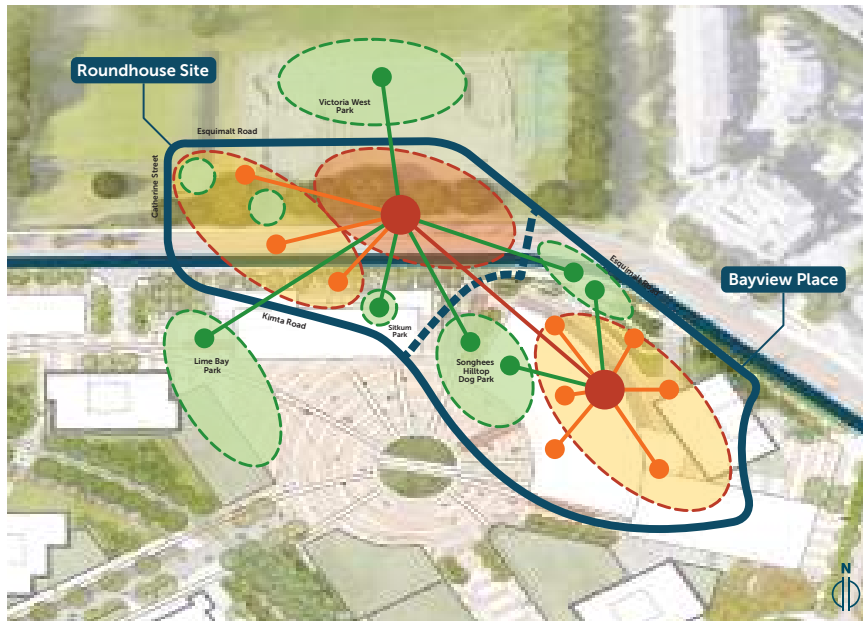 Roundhouse Site
Victoria West
Park
Esquimalt Road
Catherine Street
Esquimalt
Bayview Place
Kimta Road
Sitkum
Park
Lime Bay
Park
Songhees
Hilltop
Dog Park
N